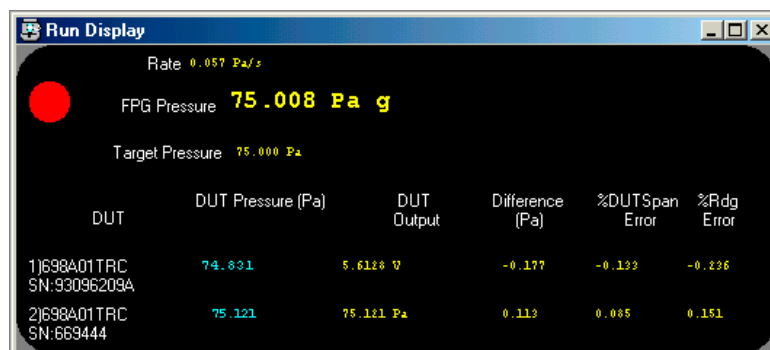 Run Display
Rate 0.057 Pa/s
FPG Pressure 75.008 Pa g
Target Pressure 75.000 Pa
DUT DUT Pressure (Pa) DUT Output Difference (Pa) %DUTSpan Error %Rdg Error
1)698A01TRC SN:93096209A 74.831 5.6128 V -0.177 -0.133 -0.236
2)698A01TRC SN:669444 75.121 75.121 Pa 0.113 0.085 0.151